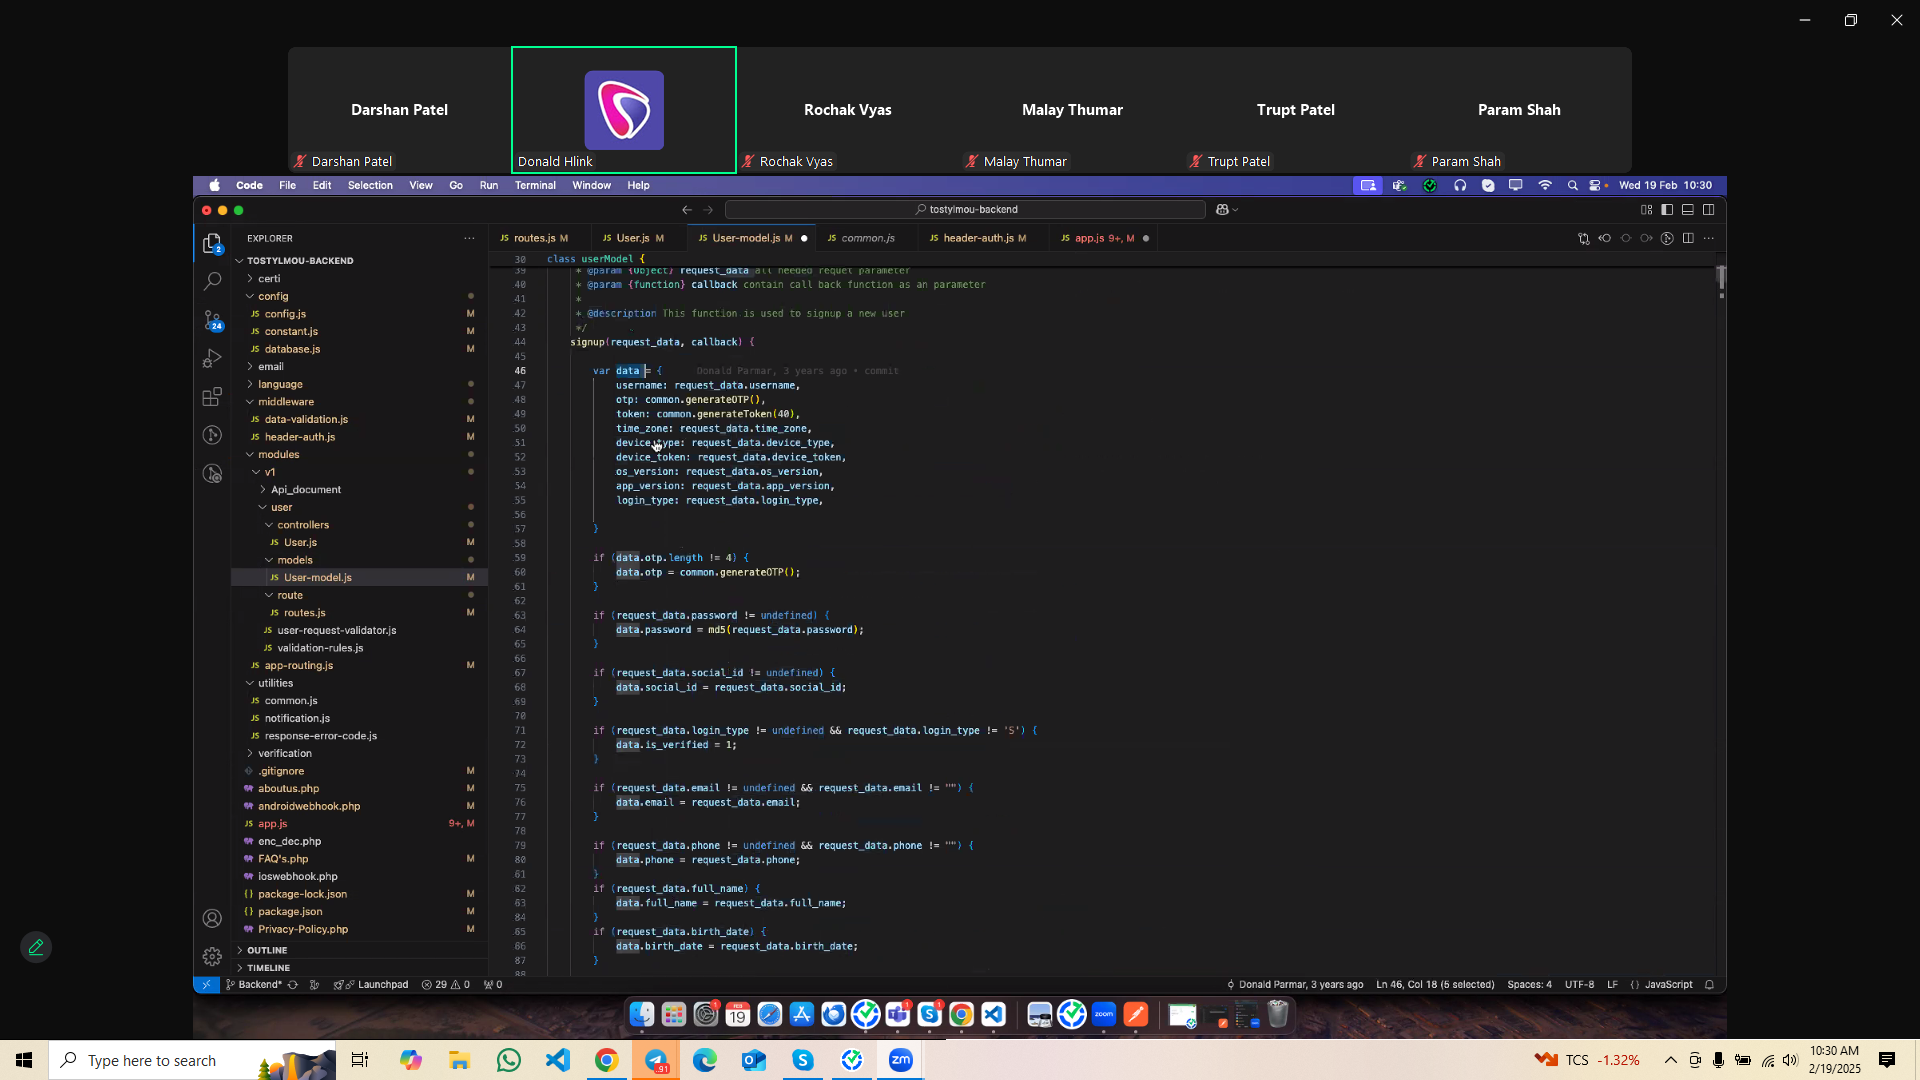 Darshan Patel
Rochak Vyas
Malay Thumar
Trupt Patel
Param Shah
Darshan Patel
Donald Hlink
Rochak Vyas
Malay Thumar
Trupt Patel
Param Shah
Code File Edit Selection View Go Run Terminal Window Help
Wed 19 Feb 10:30
tostylmou-backend
EXPLORER
routes.js M
User.js M
User-model.js M
common.js
header-auth.js M
app.js 9+, M
TOSTYLMOU-BACKEND
certi
config
config.js M
constant.js M
database.js M
email
language
middleware
data-validation.js M
header-auth.js M
modules
v1
Api_document
user
controllers
User.js M
models
User-model.js M
route
routes.js M
user-request-validator.js
validation-rules.js
app-routing.js M
utilities
common.js M
notification.js M
response-error-code.js M
verification
.gitignore M
aboutus.php M
androidwebhook.php M
app.js 9+, M
enc_dec.php
FAQ's.php M
ioswebhook.php
package-lock.json M
package.json M
Privacy-Policy.php M
OUTLINE
TIMELINE
30 class userModel {
39 * @param {Object} request_data all needed requet parameter
40 * @param {function} callback contain call back function as an parameter
41 *
42 * @description This function is used to signup a new user
43 */
44 signup(request_data, callback) {
45
46 var data = { Donald Parmar, 3 years ago • commit
47 username: request_data.username,
48 otp: common.generateOTP(),
49 token: common.generateToken(40),
50 time_zone: request_data.time_zone,
51 device_type: request_data.device_type,
52 device_token: request_data.device_token,
53 os_version: request_data.os_version,
54 app_version: request_data.app_version,
55 login_type: request_data.login_type,
56
57 }
58
59 if (data.otp.length != 4) {
60 data.otp = common.generateOTP();
61 }
62
63 if (request_data.password != undefined) {
64 data.password = md5(request_data.password);
65 }
66
67 if (request_data.social_id != undefined) {
68 data.social_id = request_data.social_id;
69 }
70
71 if (request_data.login_type != undefined && request_data.login_type != 'S') {
72 data.is_verified = 1;
73 }
74
75 if (request_data.email != undefined && request_data.email != "") {
76 data.email = request_data.email;
77 }
78
79 if (request_data.phone != undefined && request_data.phone != "") {
80 data.phone = request_data.phone;
81 }
82 if (request_data.full_name) {
83 data.full_name = request_data.full_name;
84 }
85 if (request_data.birth_date) {
86 data.birth_date = request_data.birth_date;
87 }
88
Backend* Launchpad 29 0 0
Donald Parmar, 3 years ago Ln 46, Col 18 (5 selected) Spaces: 4 UTF-8 LF {} JavaScript
zoom
Type here to search
.91
zm
TCS -1.32%
10:30 AM
2/19/2025